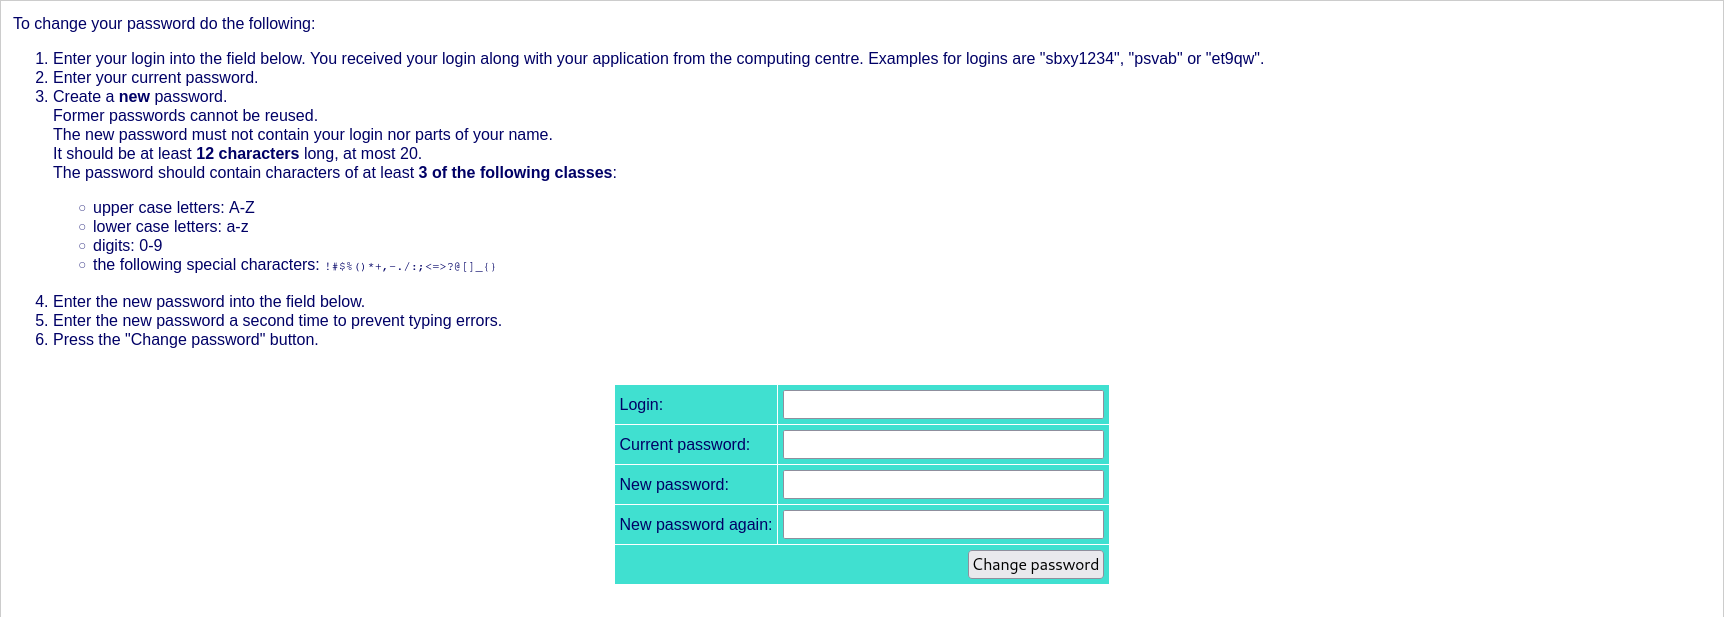 To change your password do the following:
1. Enter your login into the field below. You received your login along with your application from the computing centre. Examples for logins are "sbxy1234", "psvab" or "et9qw".
2. Enter your current password.
3. Create a new password.
Former passwords cannot be reused.
The new password must not contain your login nor parts of your name.
It should be at least 12 characters long, at most 20.
The password should contain characters of at least 3 of the following classes:
○ upper case letters: A-Z
○ lower case letters: a-z
○ digits: 0-9
○ the following special characters: !#$%()*+,-./:;<=>?@[]_{}
4. Enter the new password into the field below.
5. Enter the new password a second time to prevent typing errors.
6. Press the "Change password" button.
Login:
Current password:
New password:
New password again:
Change password